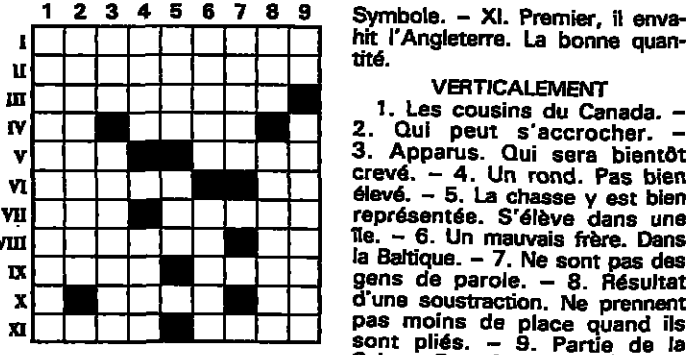 1 2 3 4 5 6 7 8 9
I
II
III
IV
V
VI
VII
VIII
IX
X
XI
Symbole. – XI. Premier, il enva-
hit l'Angleterre. La bonne quan-
tité.
VERTICALEMENT
1. Les cousins du Canada. –
2. Qui peut s'accrocher. –
3. Apparus. Qui sera bientôt
crevé. – 4. Un rond. Pas bien
élevé. – 5. La chasse y est bien
représentée. S'élève dans une
île. – 6. Un mauvais frère. Dans
la Baltique. – 7. Ne sont pas des
gens de parole. – 8. Résultat
d'une soustraction. Ne prennent
pas moins de place quand ils
sont pliés. – 9. Partie de la